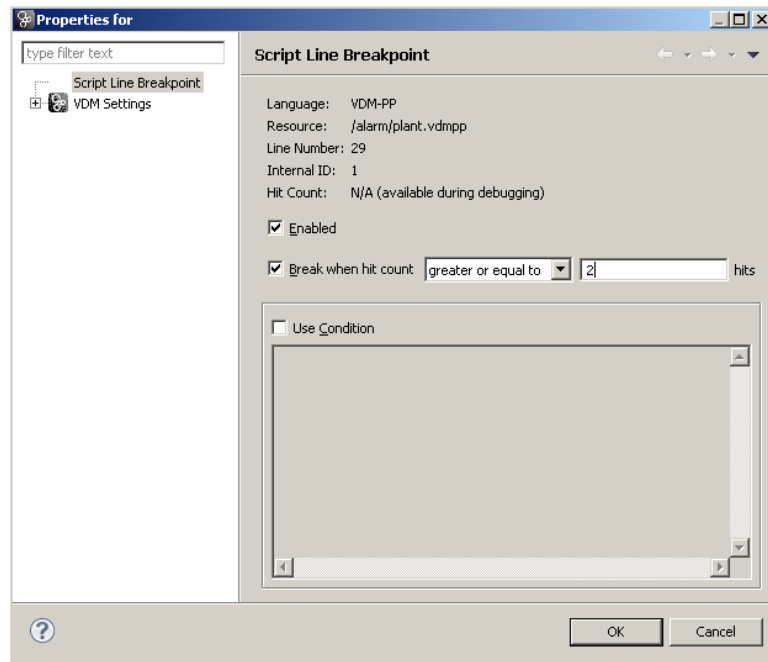 Properties for
type filter text
Script Line Breakpoint
VDM Settings
Script Line Breakpoint
Language: VDM-PP
Resource: /alarm/plant.vdmpp
Line Number: 29
Internal ID: 1
Hit Count: N/A (available during debugging)
Enabled
Break when hit count greater or equal to 2 hits
Use Condition
? OK Cancel